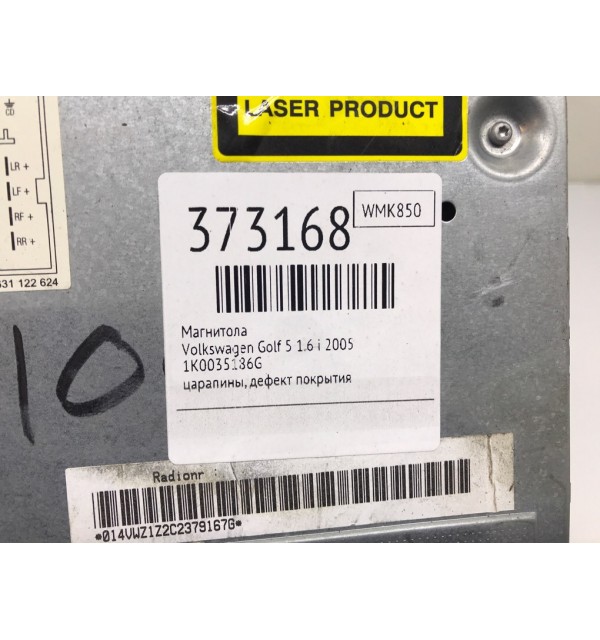 LASER PRODUCT
CD
LR +
LF +
RF +
RR +
631 122 624
373168
WMK850
Магнитола
Volkswagen Golf 5 1.6 i 2005
1K0035186G
царапины, дефект покрытия
10
Radionr
*014VWZ1Z2C2379167G*